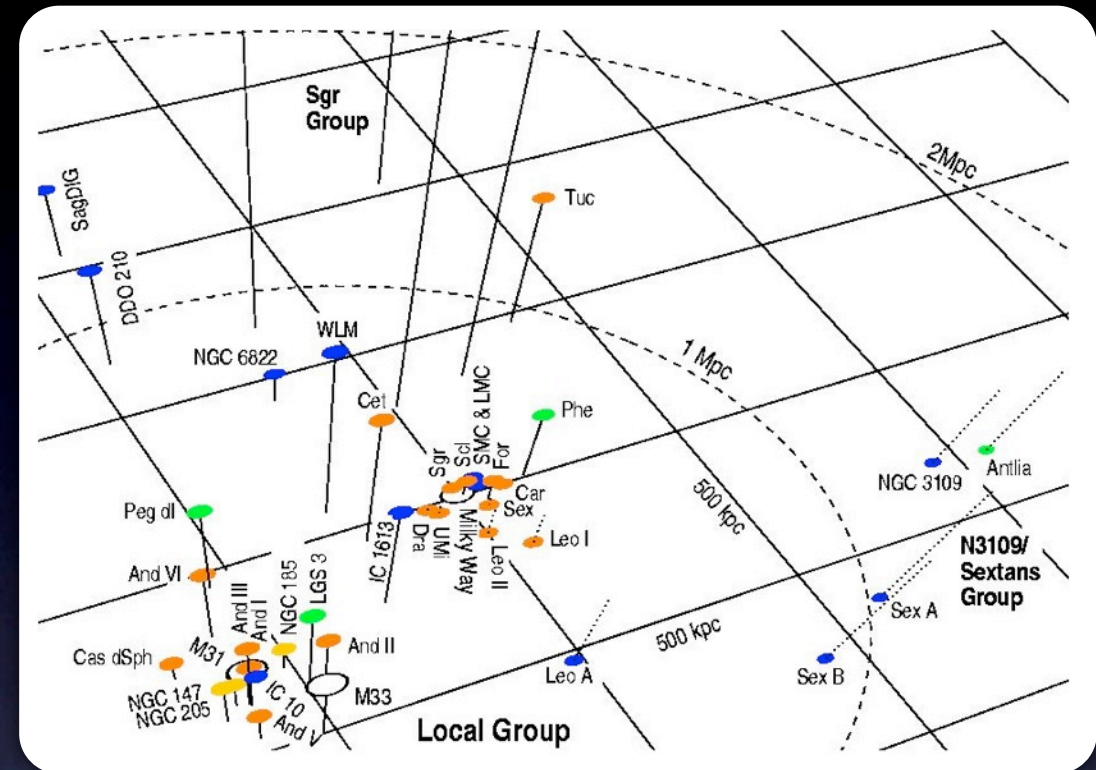 Sgr
Group
2Mpc
SagDIG
Tuc
DDO 210
WLM
NGC 6822
1 Mpc
Cet
Phe
Sgr
Scl
SMC & LMC
For
Car
Sex
NGC 3109
Antlia
500 kpc
Peg dI
IC 1613
Dra
UMi
Milky Way
Leo II
Leo I
N3109/
Sextans
Group
And VI
And III
And I
NGC 185
LGS 3
Sex A
500 kpc
Cas dSph
M31
And II
Leo A
Sex B
NGC 147
NGC 205
IC 10
M33
And
Local Group